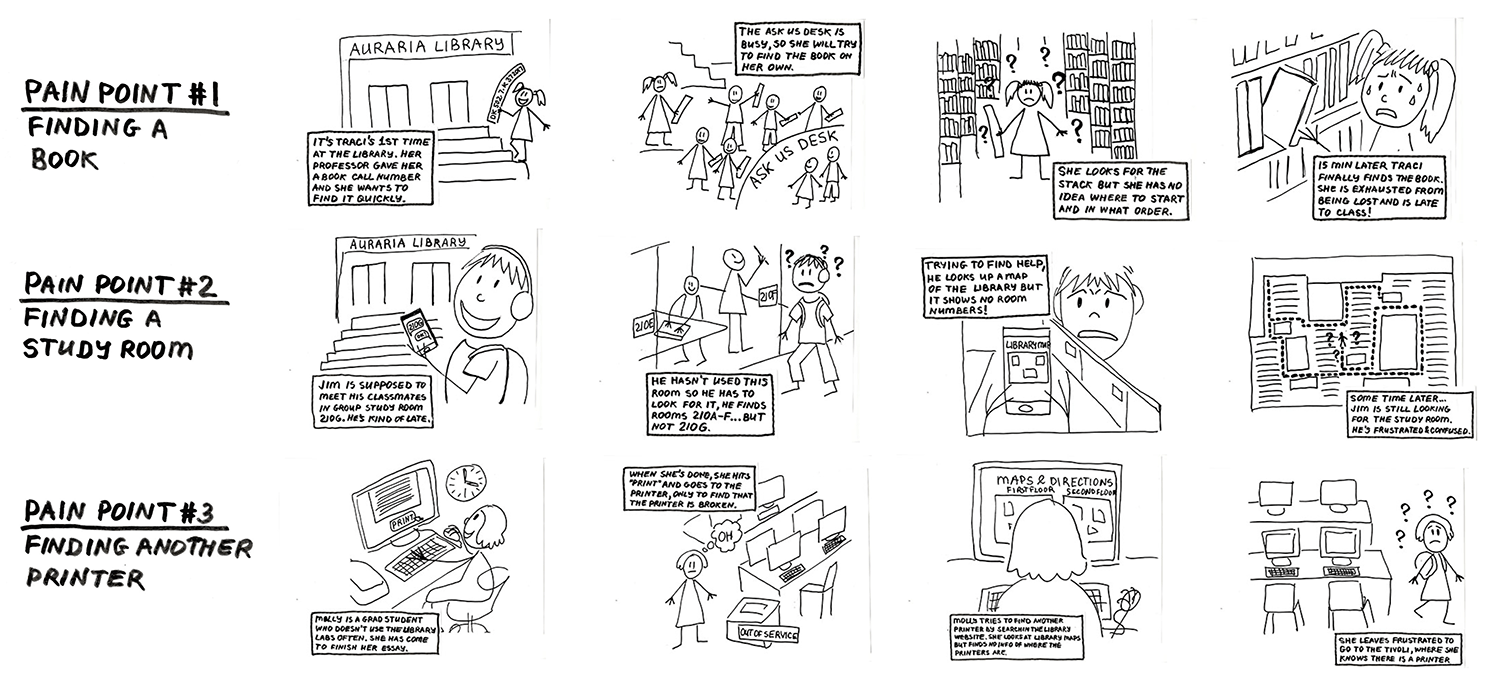 PAIN POINT #1
FINDING A
BOOK
AURARIA LIBRARY
IT'S TRACI'S 1ST TIME
AT THE LIBRARY. HER
PROFESSOR GAVE HER
A BOOK CALL NUMBER
AND SHE WANTS TO
FIND IT QUICKLY.
THE ASK US DESK IS
BUSY, SO SHE WILL TRY
TO FIND THE BOOK ON
HER OWN.
ASK US DESK
? ? ? ? ?
SHE LOOKS FOR THE
STACK BUT SHE HAS NO
IDEA WHERE TO START
AND IN WHAT ORDER.
15 MIN LATER TRACI
FINALLY FINDS THE BOOK.
SHE IS EXHAUSTED FROM
BEING LOST AND IS LATE
TO CLASS!
PAIN POINT #2
FINDING A
STUDY ROOM
AURARIA LIBRARY
210G
JIM IS SUPPOSED TO
MEET HIS CLASSMATES
IN GROUP STUDY ROOM
210G. HE'S KIND OF LATE.
? ? ?
210F
210E
HE HASN'T USED THIS
ROOM SO HE HAS TO
LOOK FOR IT, HE FINDS
ROOMS 210A-F...BUT
NOT 210G.
TRYING TO FIND HELP,
HE LOOKS UP A MAP
OF THE LIBRARY BUT
IT SHOWS NO ROOM
NUMBERS!
LIBRARY MAP
? ? ?
SOME TIME LATER...
JIM IS STILL LOOKING
FOR THE STUDY ROOM.
HE'S FRUSTRATED & CONFUSED.
PAIN POINT #3
FINDING ANOTHER
PRINTER
PRINT
MOLLY IS A GRAD STUDENT
WHO DOESN'T USE THE LIBRARY
LABS OFTEN. SHE HAS COME
TO FINISH HER ESSAY.
WHEN SHE'S DONE, SHE HITS
"PRINT" AND GOES TO THE
PRINTER, ONLY TO FIND THAT
THE PRINTER IS BROKEN.
OH
OUT OF SERVICE
MAPS & DIRECTIONS
FIRST FLOOR SECOND FLOOR
MOLLY TRIES TO FIND ANOTHER
PRINTER BY SEARCH IN THE LIBRARY
WEBSITE. SHE LOOKS AT LIBRARY MAPS
BUT FINDS NO INFO OF WHERE THE
PRINTERS ARE.
? ? ? ?
SHE LEAVES FRUSTRATED TO
GO TO THE TIVOLI, WHERE SHE
KNOWS THERE IS A PRINTER